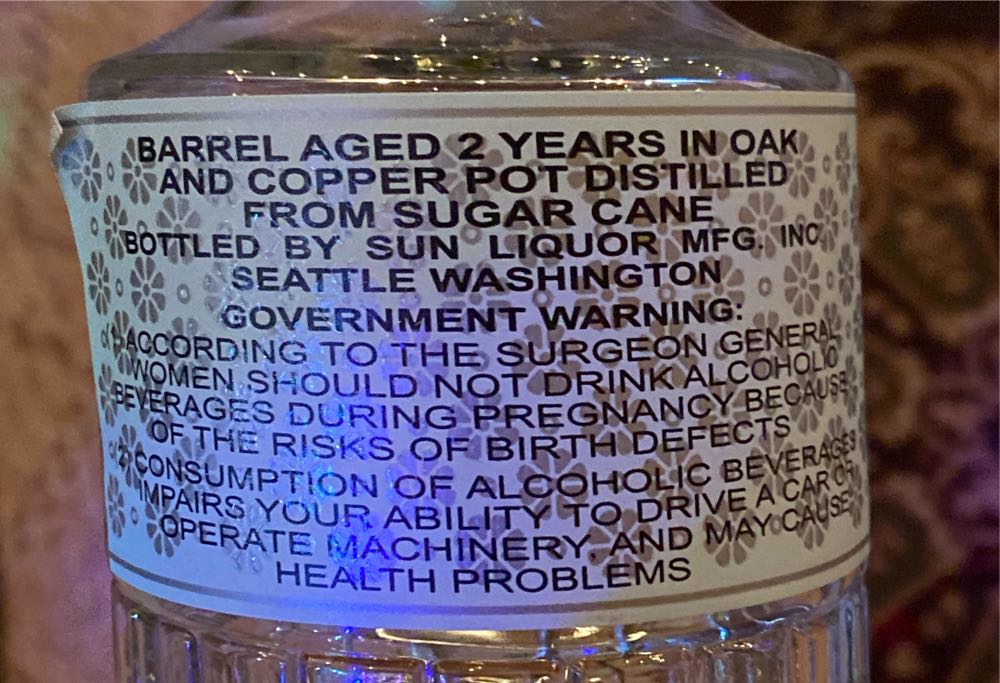 BARREL AGED 2 YEARS IN OAK
AND COPPER POT DISTILLED
FROM SUGAR CANE
BOTTLED BY SUN LIQUOR MFG. INC
SEATTLE WASHINGTON
GOVERNMENT WARNING:
(1) ACCORDING TO THE SURGEON GENERAL
WOMEN SHOULD NOT DRINK ALCOHOLIC
BEVERAGES DURING PREGNANCY BECAUSE
OF THE RISKS OF BIRTH DEFECTS
(2) CONSUMPTION OF ALCOHOLIC BEVERAGES
IMPAIRS YOUR ABILITY TO DRIVE A CAR OR
OPERATE MACHINERY, AND MAY CAUSE
HEALTH PROBLEMS